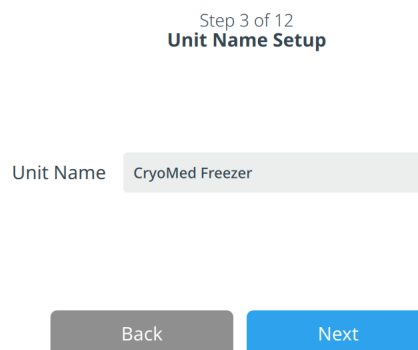 Step 3 of 12
Unit Name Setup
Unit Name
CryoMed Freezer
Back
Next